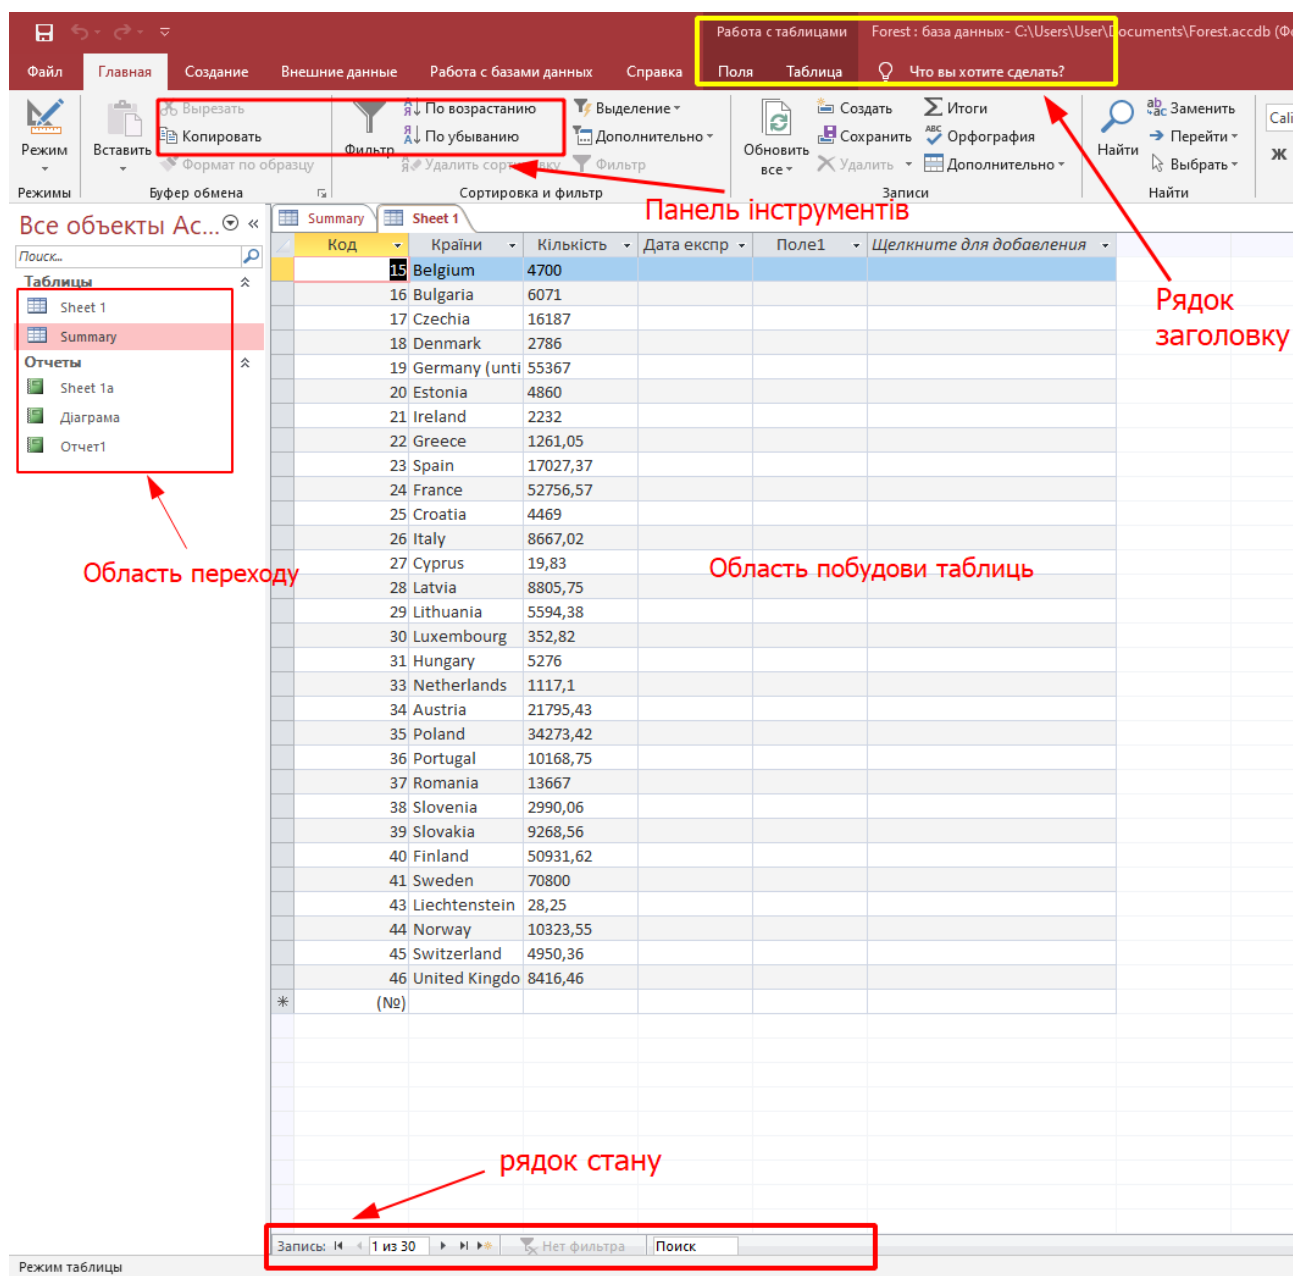 Работа с таблицами Forest : база данных- C:\Users\User\Documents\Forest.accdb (Фо
Файл Главная Создание Внешние данные Работа с базами данных Справка Поля Таблица Что вы хотите сделать?
Вырезать По возрастанию Выделение Создать Итоги Заменить Cali
Копировать По убыванию Дополнительно Сохранить Орфография Перейти
Режим Вставить Фильтр Обновить все Найти Ж
Формат по образцу Удалить сортировку Фильтр Удалить Дополнительно Выбрать
Режимы Буфер обмена Сортировка и фильтр Записи Найти
Панель інструментів
Все объекты Ac... «
Summary Sheet 1
Код Країни Кількість Дата експр Поле1 Щелкните для добавления
Поиск...
Таблицы
Sheet 1
Summary
Отчеты
Sheet 1a
Діаграма
Отчет1
Область переходу
Рядок
заголовку
15 Belgium 4700
16 Bulgaria 6071
17 Czechia 16187
18 Denmark 2786
19 Germany (unti 55367
20 Estonia 4860
21 Ireland 2232
22 Greece 1261,05
23 Spain 17027,37
24 France 52756,57
25 Croatia 4469
26 Italy 8667,02
27 Cyprus 19,83
Область побудови таблиць
28 Latvia 8805,75
29 Lithuania 5594,38
30 Luxembourg 352,82
31 Hungary 5276
33 Netherlands 1117,1
34 Austria 21795,43
35 Poland 34273,42
36 Portugal 10168,75
37 Romania 13667
38 Slovenia 2990,06
39 Slovakia 9268,56
40 Finland 50931,62
41 Sweden 70800
43 Liechtenstein 28,25
44 Norway 10323,55
45 Switzerland 4950,36
46 United Kingdo 8416,46
* (№)
рядок стану
Запись: 1 из 30 Нет фильтра Поиск
Режим таблицы